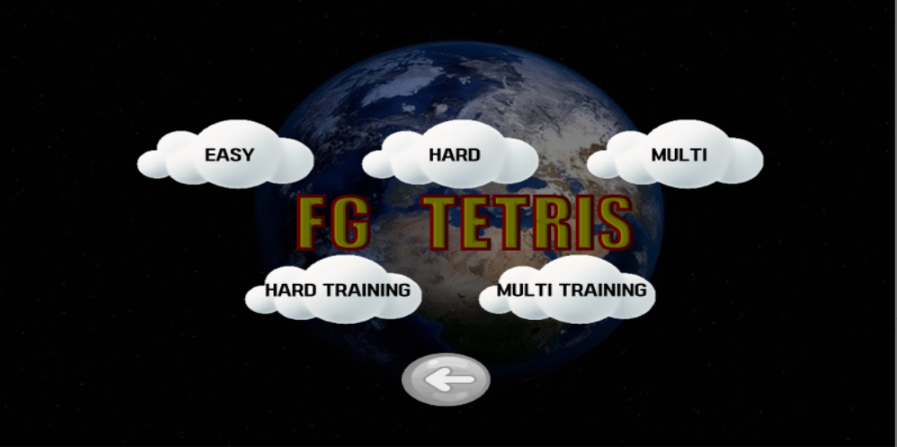 EASY
HARD
MULTI
FG TETRIS
HARD TRAINING
MULTI TRAINING